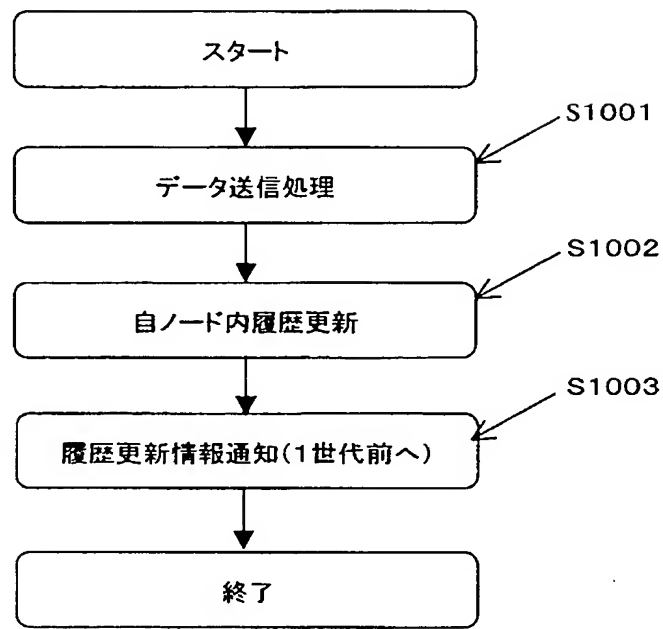 スタート
S1001
データ送信処理
S1002
自ノード内履歴更新
S1003
履歴更新情報通知(1世代前へ)
終了